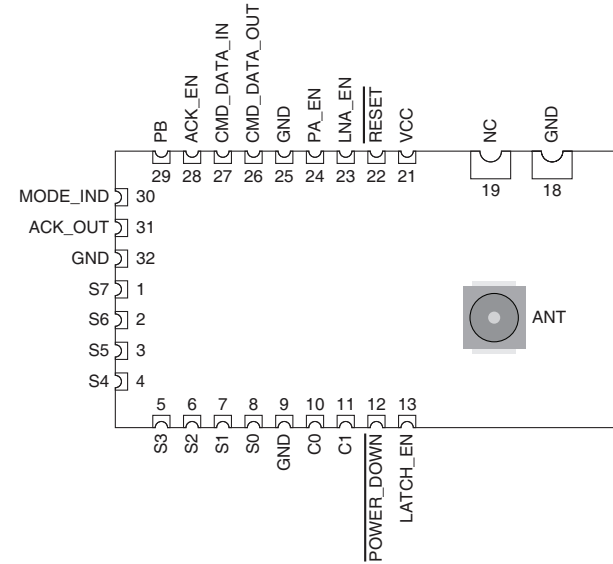 PB
ACK_EN
CMD_DATA_IN
CMD_DATA_OUT
GND
PA_EN
LNA_EN
RESET
VCC
NC
GND
29 28 27 26 25 24 23 22 21 19 18
MODE_IND 30
ACK_OUT 31
GND 32
S7 1
S6 2
S5 3
S4 4
ANT
5 6 7 8 9 10 11 12 13
S3
S2
S1
S0
GND
C0
C1
POWER_DOWN
LATCH_EN